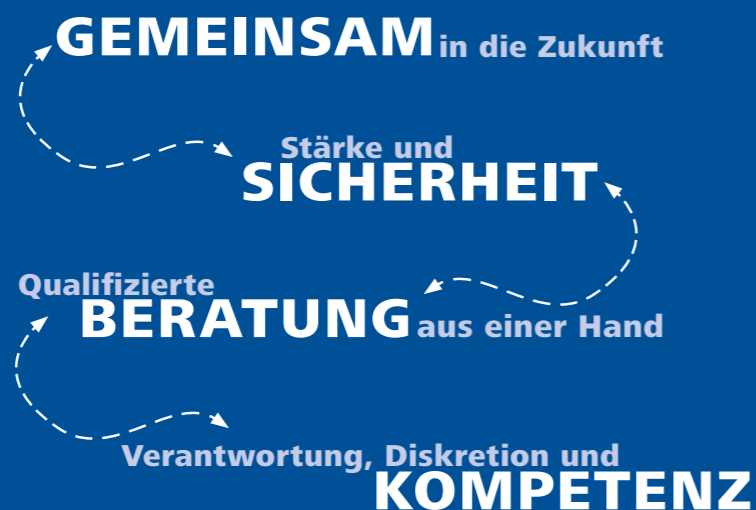 GEMEINSAM in die Zukunft
Stärke und
SICHERHEIT
Qualifizierte
BERATUNG aus einer Hand
Verantwortung, Diskretion und
KOMPETENZ